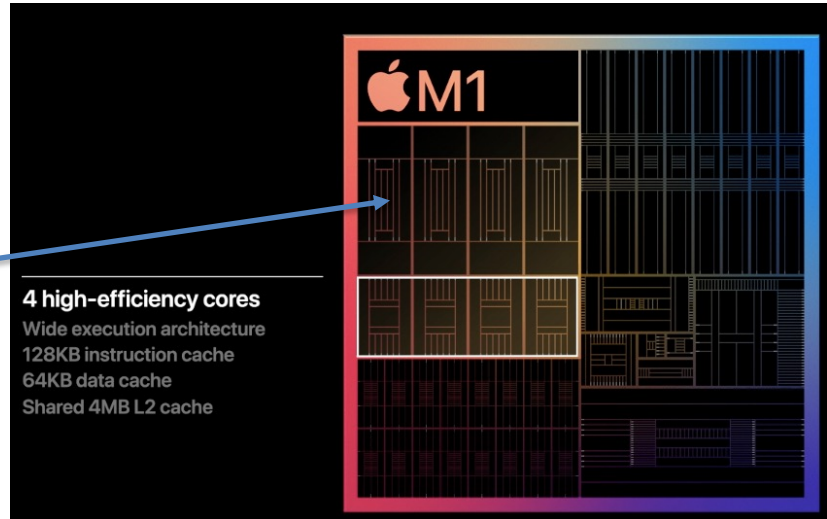 M1
4 high-efficiency cores
Wide execution architecture
128KB instruction cache
64KB data cache
Shared 4MB L2 cache